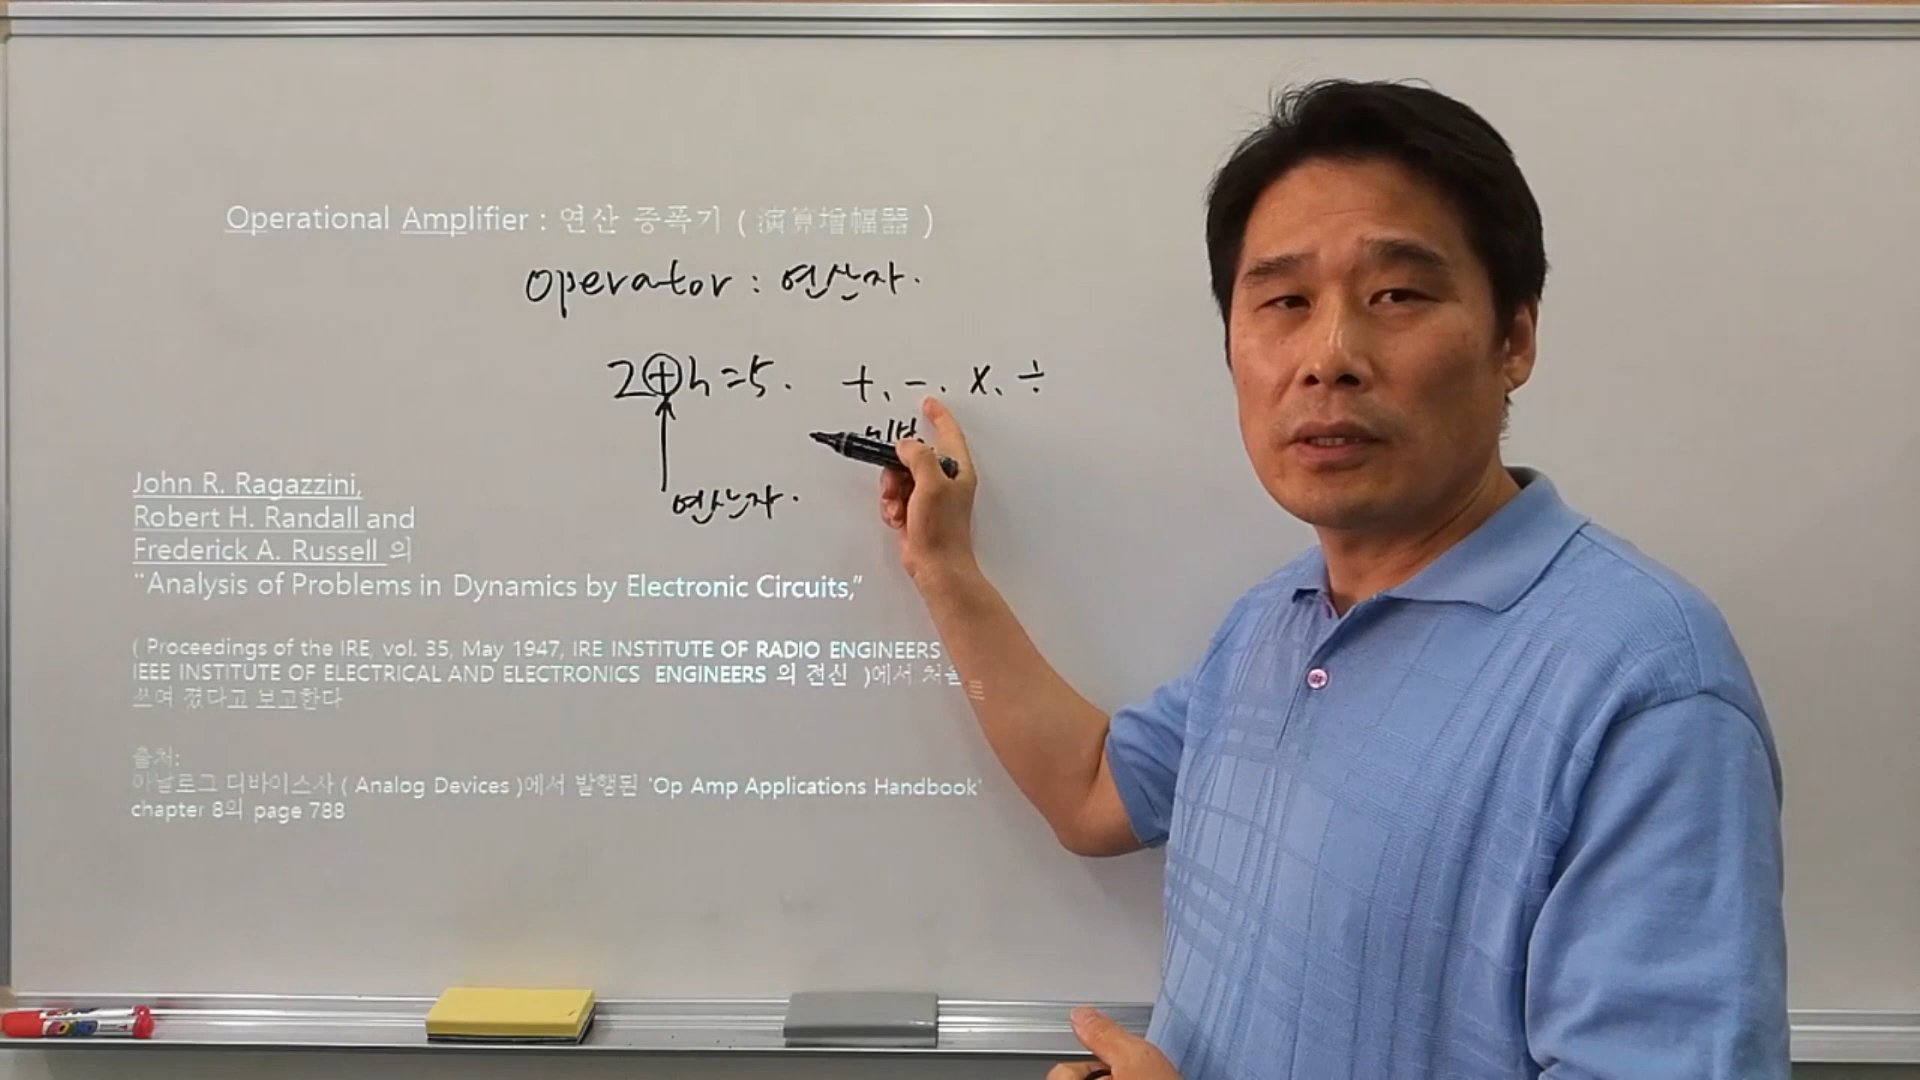 Operational Amplifier : 연산 증폭기 ( 演算增幅器 )
Operator : 연산자.
2+h=5. +, -. x, ÷
미분
연산자.
John R. Ragazzini,
Robert H. Randall and
Frederick A. Russell 의
"Analysis of Problems in Dynamics by Electronic Circuits,"
( Proceedings of the IRE, vol. 35, May 1947, IRE INSTITUTE OF RADIO ENGINEERS
IEEE INSTITUTE OF ELECTRICAL AND ELECTRONICS ENGINEERS 의 전신 )에서 처음
쓰여 졌다고 보고한다
출처:
아날로그 디바이스사 ( Analog Devices )에서 발행된 'Op Amp Applications Handbook'
chapter 8의 page 788